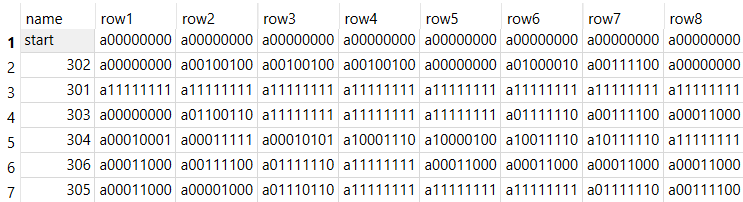 name row1 row2 row3 row4 row5 row6 row7 row8
1 start a00000000 a00000000 a00000000 a00000000 a00000000 a00000000 a00000000 a00000000
2 302 a00000000 a00100100 a00100100 a00100100 a00000000 a01000010 a00111100 a00000000
3 301 a11111111 a11111111 a11111111 a11111111 a11111111 a11111111 a11111111 a11111111
4 303 a00000000 a01100110 a11111111 a11111111 a11111111 a01111110 a00111100 a00011000
5 304 a00010001 a00011111 a00010101 a10001110 a10000100 a10011110 a10111110 a11111111
6 306 a00011000 a00111100 a01111110 a11111111 a00011000 a00011000 a00011000 a00011000
7 305 a00011000 a00001000 a01110110 a11111111 a11111111 a11111111 a01111110 a00111100